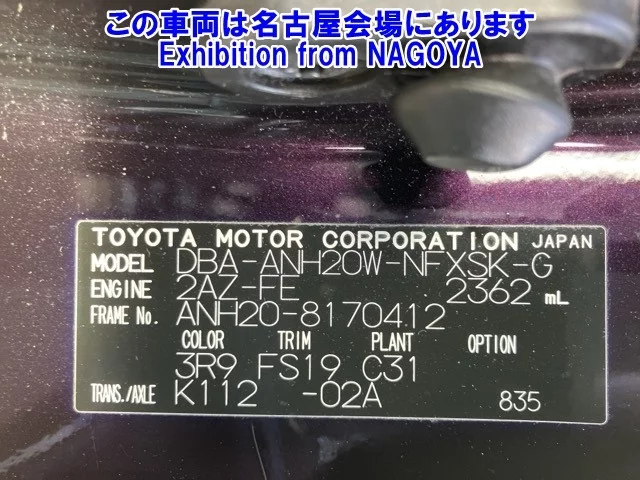 この車両は名古屋会場にあります
Exhibition from NAGOYA
TOYOTA MOTOR CORPORATION JAPAN
MODEL DBA-ANH20W-NFXSK-G
ENGINE 2AZ-FE 2362 mL
FRAME No. ANH20-8170412
COLOR TRIM PLANT OPTION
3R9 FS19 C31
TRANS./AXLE K112 -02A 835